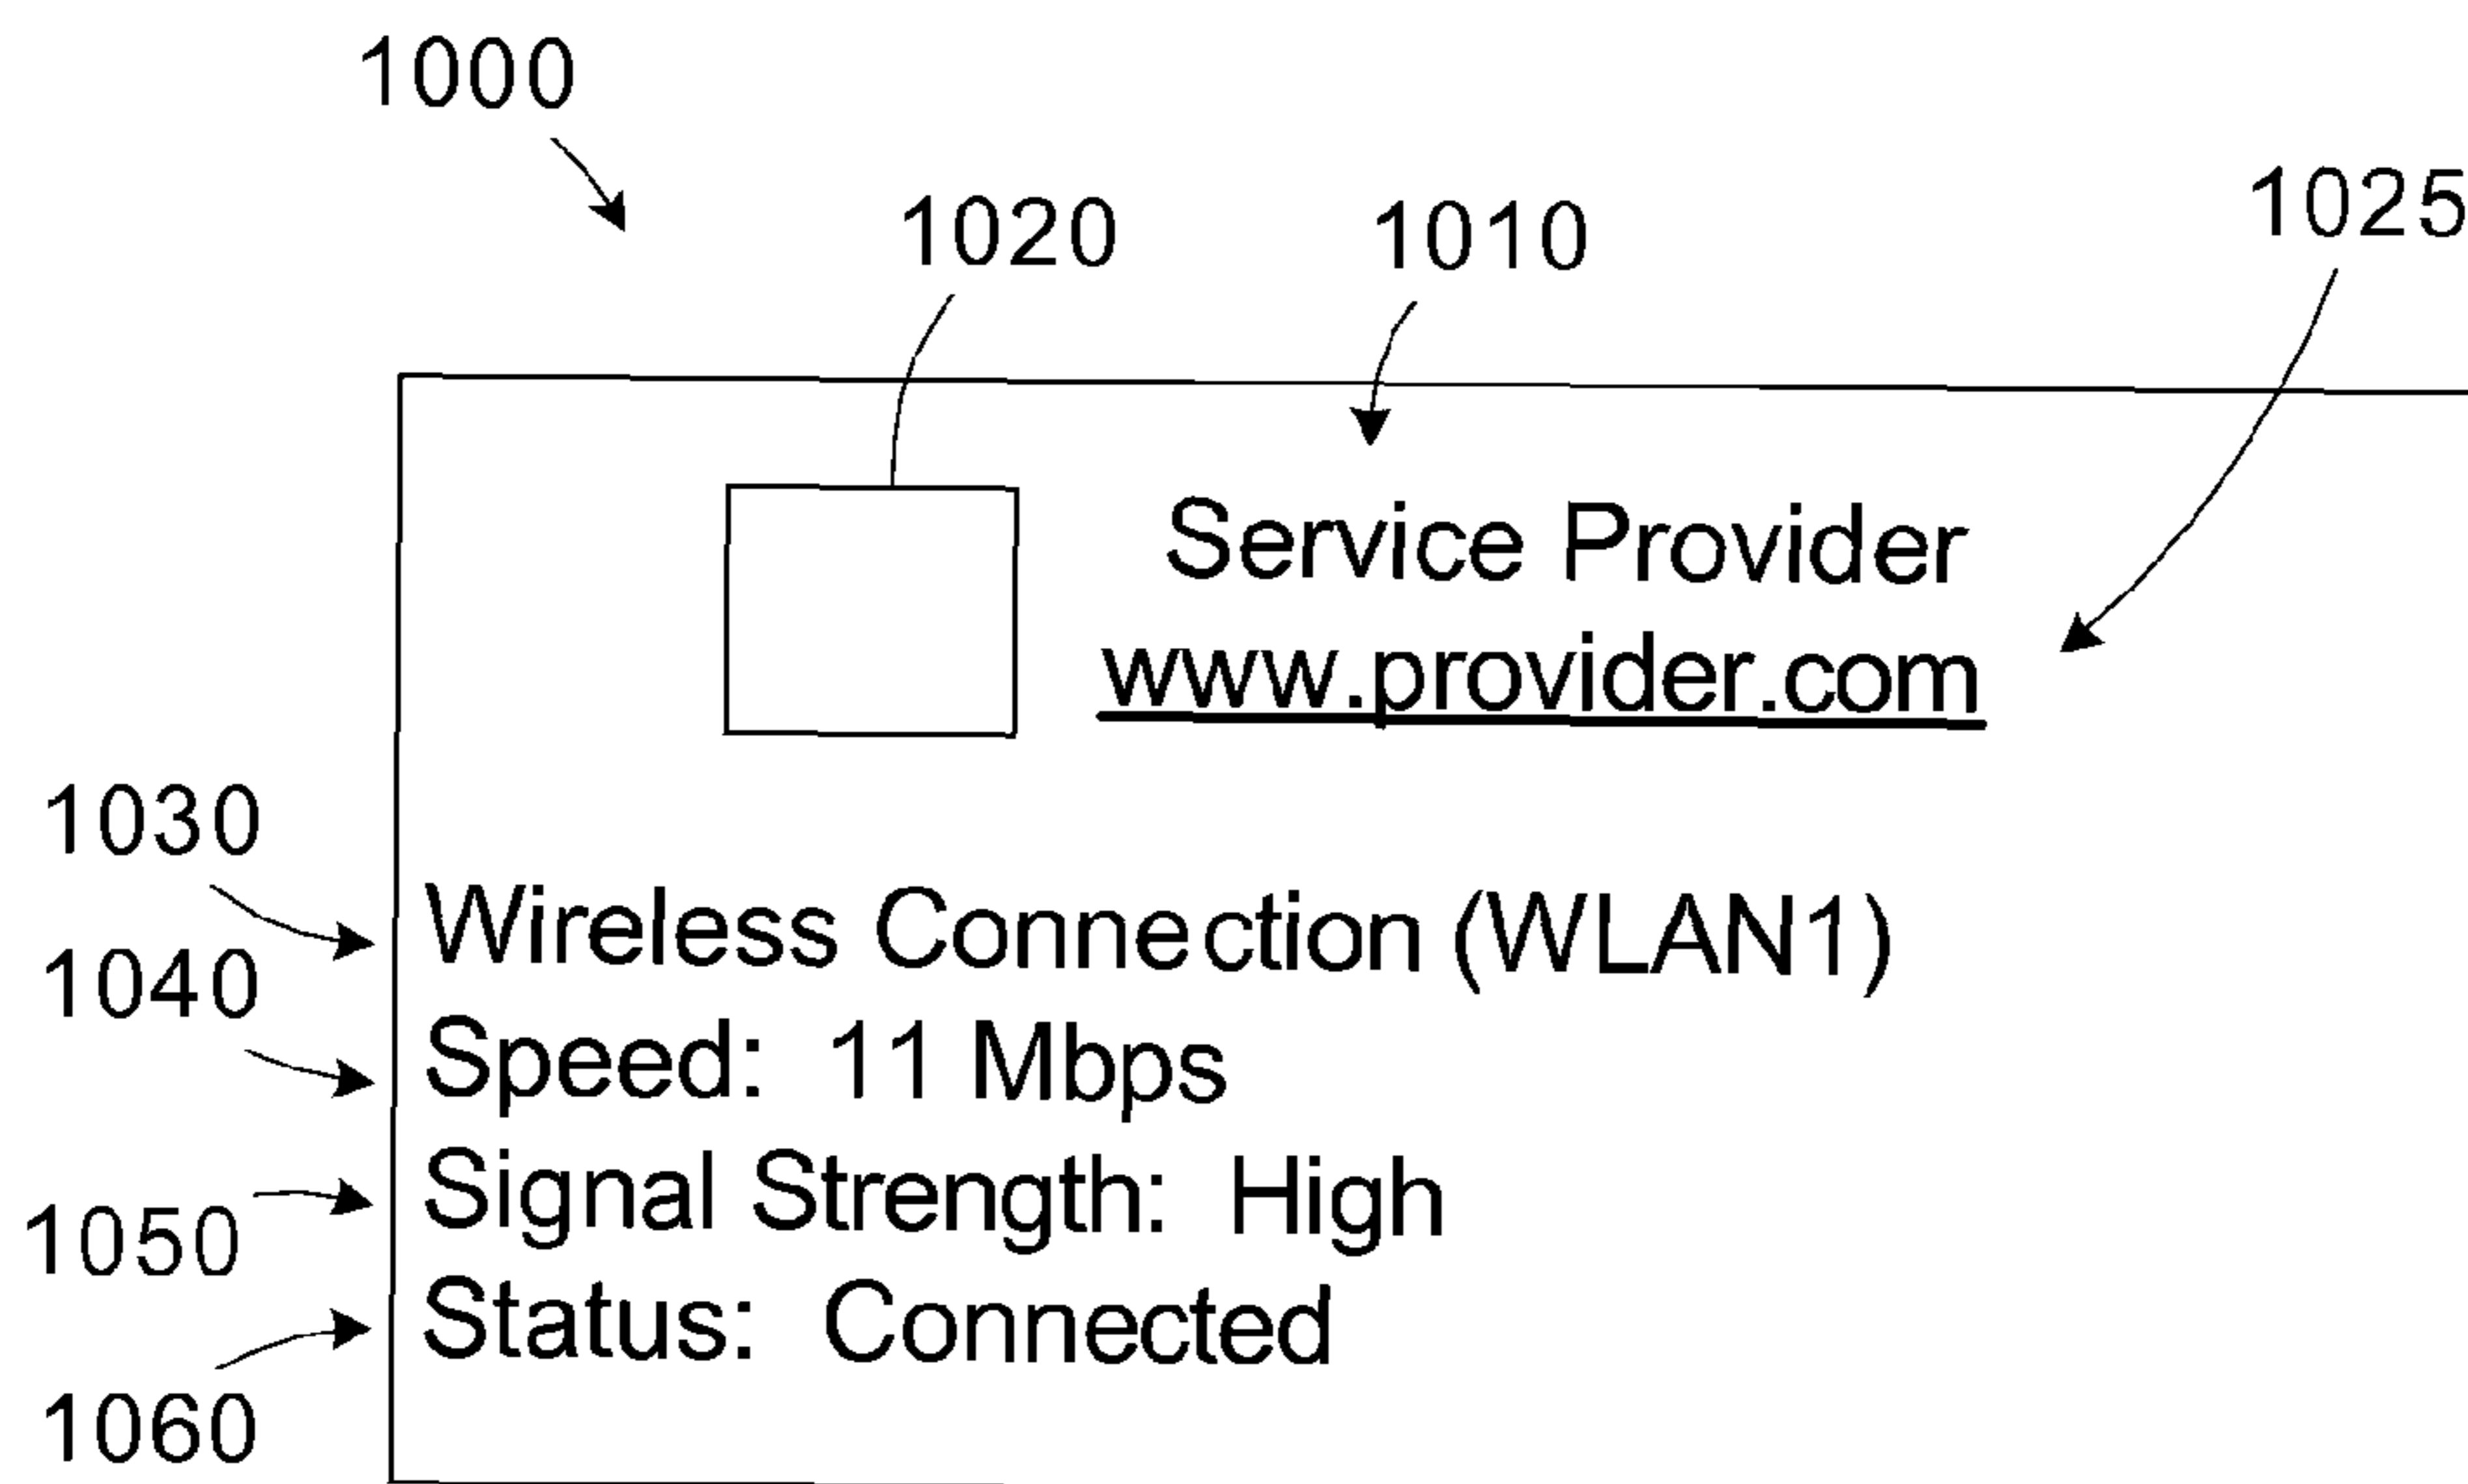 1000
1020 1010 1025
Service Provider
www.provider.com
1030
Wireless Connection (WLAN1)
1040
Speed: 11 Mbps
Signal Strength: High
1050
Status: Connected
1060